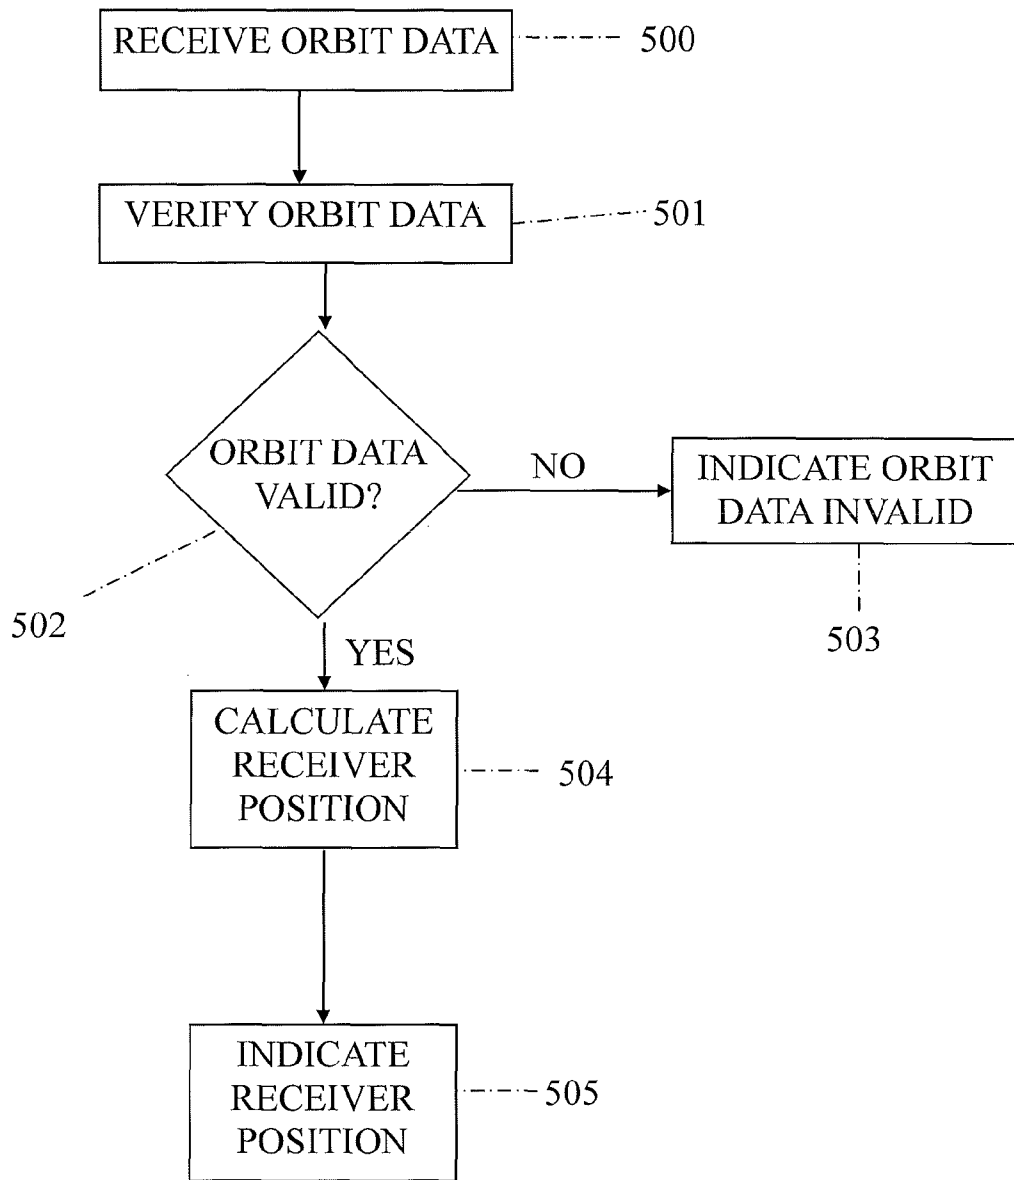 RECEIVE ORBIT DATA
500
VERIFY ORBIT DATA
501
ORBIT DATA
VALID?
NO
INDICATE ORBIT
DATA INVALID
502
503
YES
CALCULATE
RECEIVER
POSITION
504
INDICATE
RECEIVER
POSITION
505